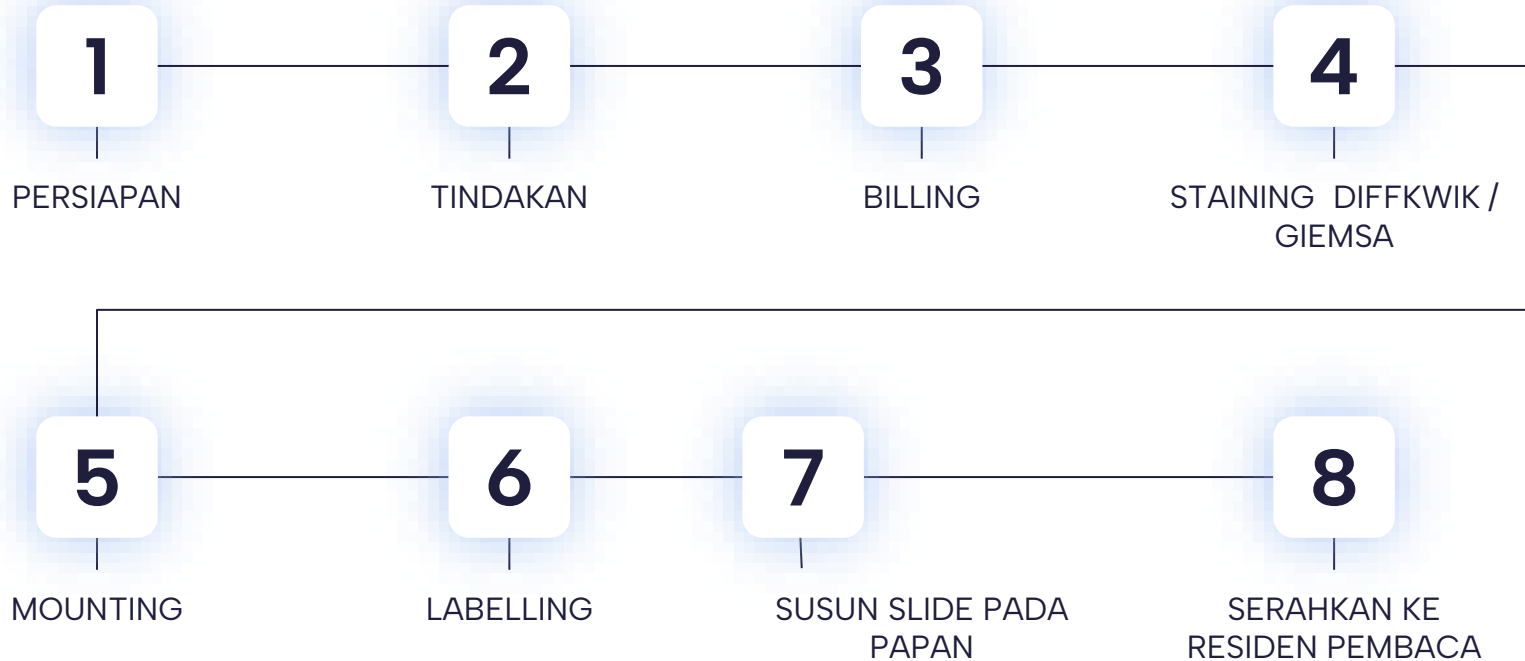 1
2
3
4
PERSIAPAN
TINDAKAN
BILLING
STAINING  DIFFKWIK /
GIEMSA
5
6
7
8
MOUNTING
LABELLING
SUSUN SLIDE PADA
PAPAN
SERAHKAN KE
RESIDEN PEMBACA